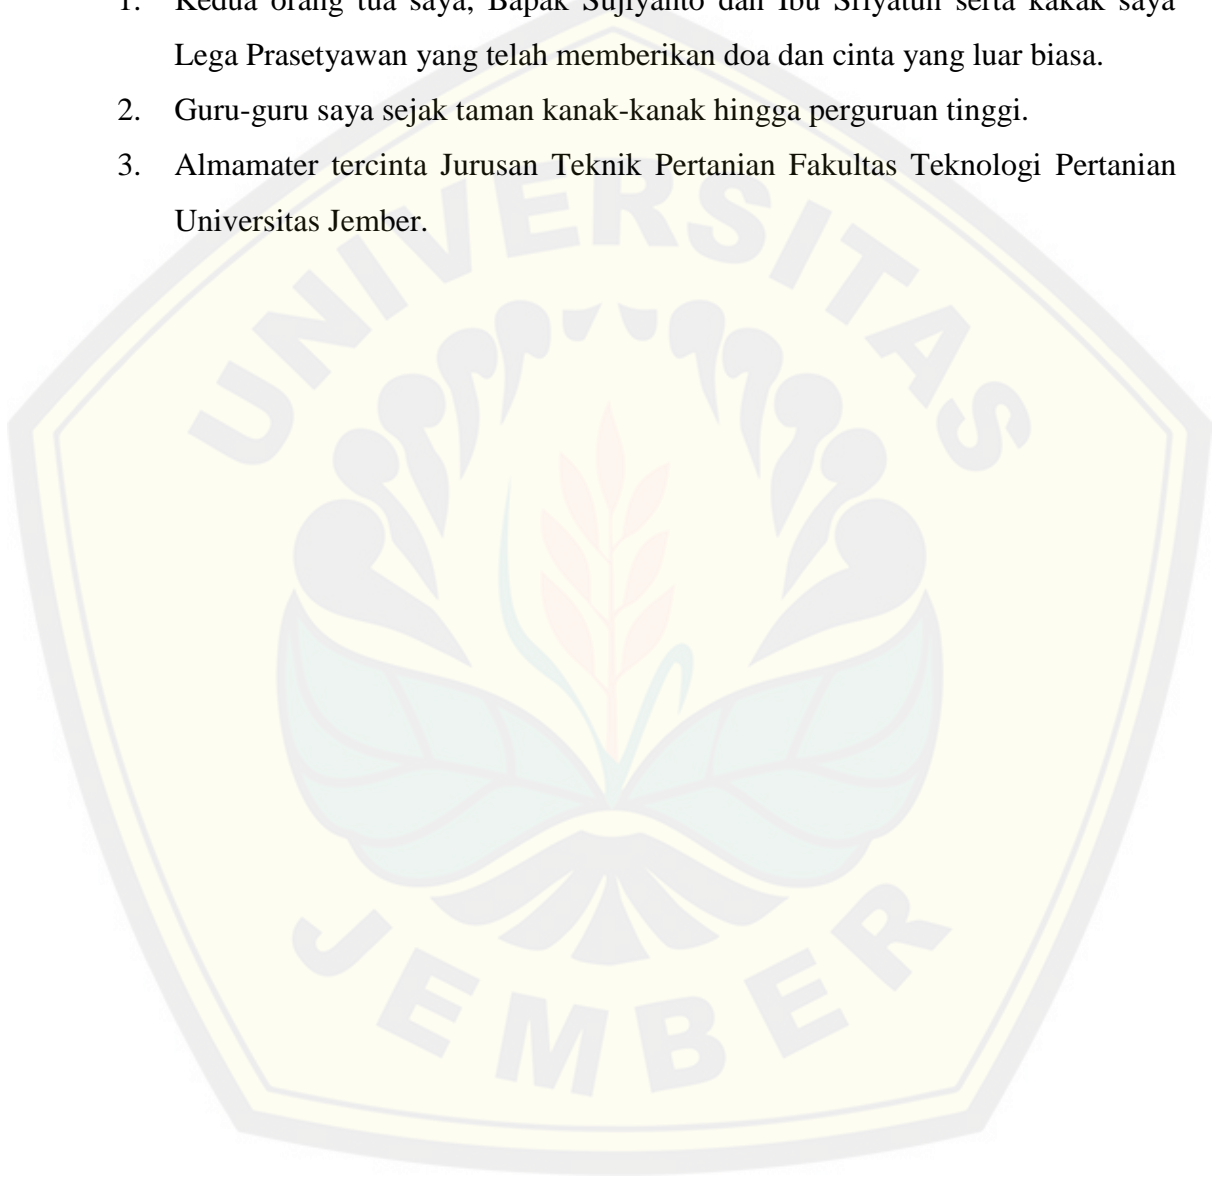 1. Kedua orang tua saya, Bapak Sujiyanto dan Ibu Sriyatun serta kakak saya
Lega Prasetyawan yang telah memberikan doa dan cinta yang luar biasa.
2. Guru-guru saya sejak taman kanak-kanak hingga perguruan tinggi.
3. Almamater tercinta Jurusan Teknik Pertanian Fakultas Teknologi Pertanian
Universitas Jember.
UNIVERSITAS
JEMBER